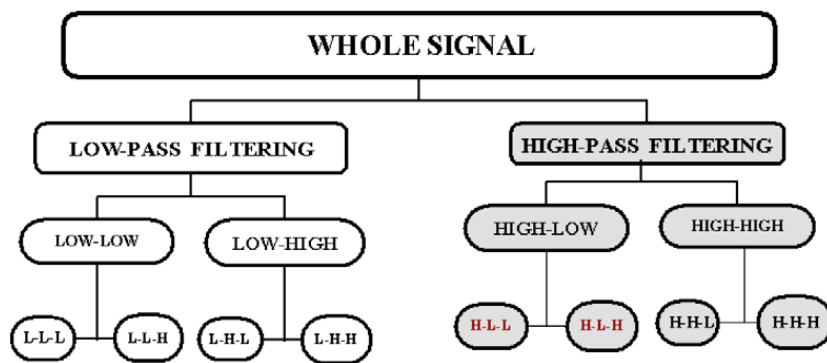 WHOLE SIGNAL
LOW-PASS FILTERING
HIGH-PASS FILTERING
LOW-LOW
LOW-HIGH
HIGH-LOW
HIGH-HIGH
L-L-L
L-L-H
L-H-L
L-H-H
H-L-L
H-L-H
H-H-L
H-H-H